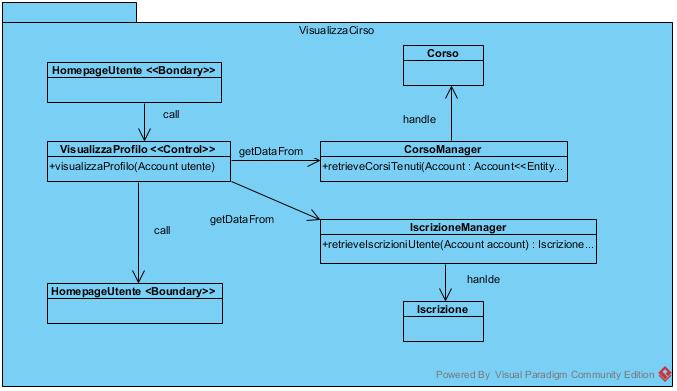 VisualizzaCirso
Corso
HomepageUtente <<Bondary>>
call
handle
VisualizzaProfilo <<Control>>
+visualizzaProfilo(Account utente)
getDataFrom
CorsoManager
+retrieveCorsiTenuti(Account : Account<<Entity...
getDataFrom
IscrizioneManager
+retrieveIscrizioniUtente(Account account) : Iscrizione...
call
hanlde
HomepageUtente <Boundary>>
Iscrizione
Powered By Visual Paradigm Community Edition